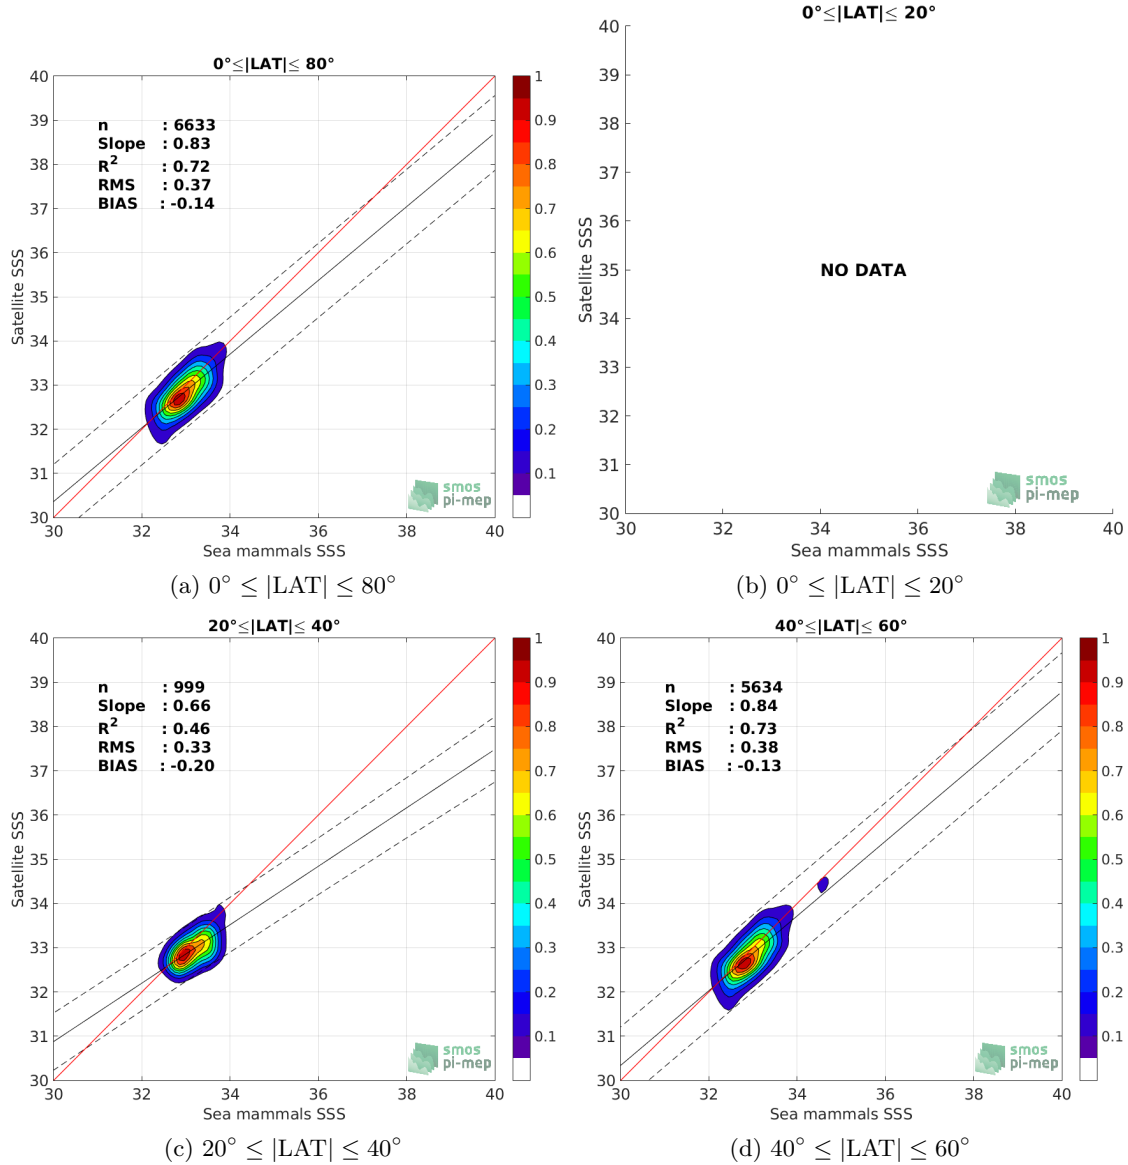 0°≤|LAT|≤ 80°
40
39
38
37
36
35
34
33
32
31
30
30
32
34
36
38
40
n : 6633
Slope : 0.83
R² : 0.72
RMS : 0.37
BIAS : -0.14
1
0.9
0.8
0.7
0.6
0.5
0.4
0.3
0.2
0.1
Satellite SSS
Sea mammals SSS
smos
pi-mep
(a) 0° ≤ |LAT| ≤ 80°
0°≤|LAT|≤ 20°
40
39
38
37
36
35
34
33
32
31
30
30
32
34
36
38
40
NO DATA
Satellite SSS
Sea mammals SSS
smos
pi-mep
(b) 0° ≤ |LAT| ≤ 20°
20°≤|LAT|≤ 40°
40
39
38
37
36
35
34
33
32
31
30
30
32
34
36
38
40
n : 999
Slope : 0.66
R² : 0.46
RMS : 0.33
BIAS : -0.20
1
0.9
0.8
0.7
0.6
0.5
0.4
0.3
0.2
0.1
Satellite SSS
Sea mammals SSS
smos
pi-mep
(c) 20° ≤ |LAT| ≤ 40°
40°≤|LAT|≤ 60°
40
39
38
37
36
35
34
33
32
31
30
30
32
34
36
38
40
n : 5634
Slope : 0.84
R² : 0.73
RMS : 0.38
BIAS : -0.13
1
0.9
0.8
0.7
0.6
0.5
0.4
0.3
0.2
0.1
Satellite SSS
Sea mammals SSS
smos
pi-mep
(d) 40° ≤ |LAT| ≤ 60°